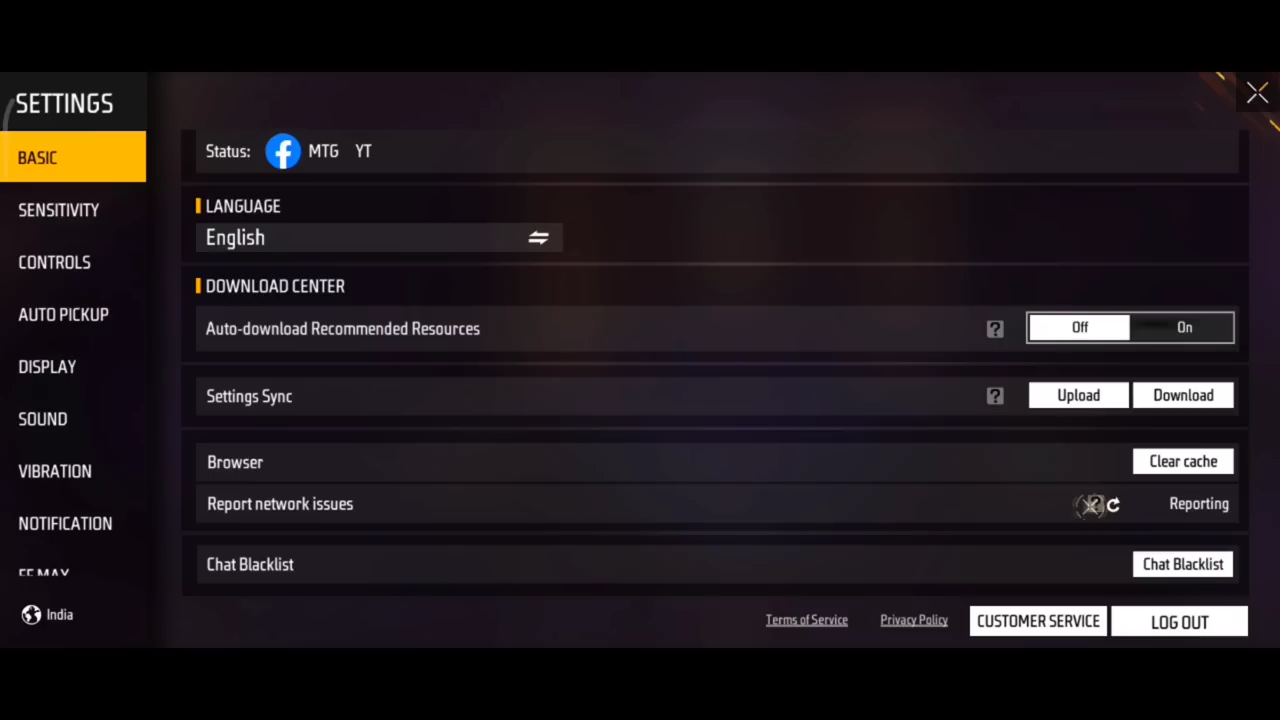 SETTINGS
BASIC
SENSITIVITY
CONTROLS
AUTO PICKUP
DISPLAY
SOUND
VIBRATION
NOTIFICATION
FF MAX
India
Status: MTG YT
LANGUAGE
English
DOWNLOAD CENTER
Auto-download Recommended Resources ? Off On
Settings Sync ? Upload Download
Browser Clear cache
Report network issues Reporting
Chat Blacklist Chat Blacklist
Terms of Service Privacy Policy CUSTOMER SERVICE LOG OUT